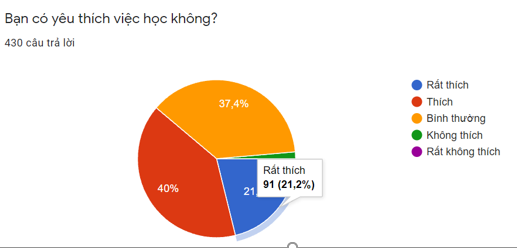 Bạn có yêu thích việc học không?
430 câu trả lời
37,4%
40%
21,
Rất thích
91 (21,2%)
Rất thích
Thích
Bình thường
Không thích
Rất không thích